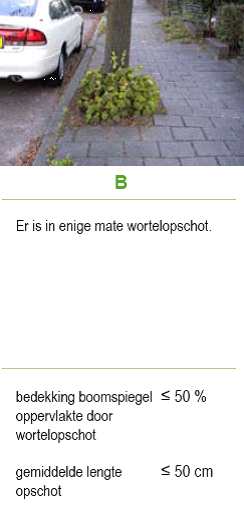 B
Er is in enige mate wortelopschot.
bedekking boomspiegel ≤ 50 %
oppervlakte door
wortelopschot
gemiddelde lengte ≤ 50 cm
opschot